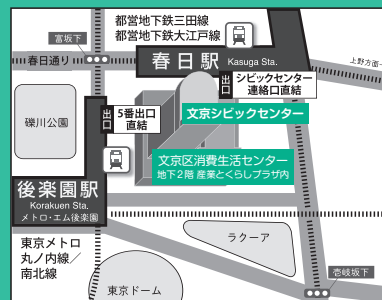 都営地下鉄三田線
都営地下鉄大江戸線
富坂下
春日通り
春日駅 Kasuga Sta.
上野方面→
出口
シビックセンター
連絡口直結
文京シビックセンター
礫川公園
出口
5番出口
直結
文京区消費生活センター
地下2階 産業とくらしプラザ内
後楽園駅
Korakuen Sta.
メトロ・エム後楽園
東京メトロ
丸ノ内線／
南北線
ラクーア
壱岐坂下
東京ドーム